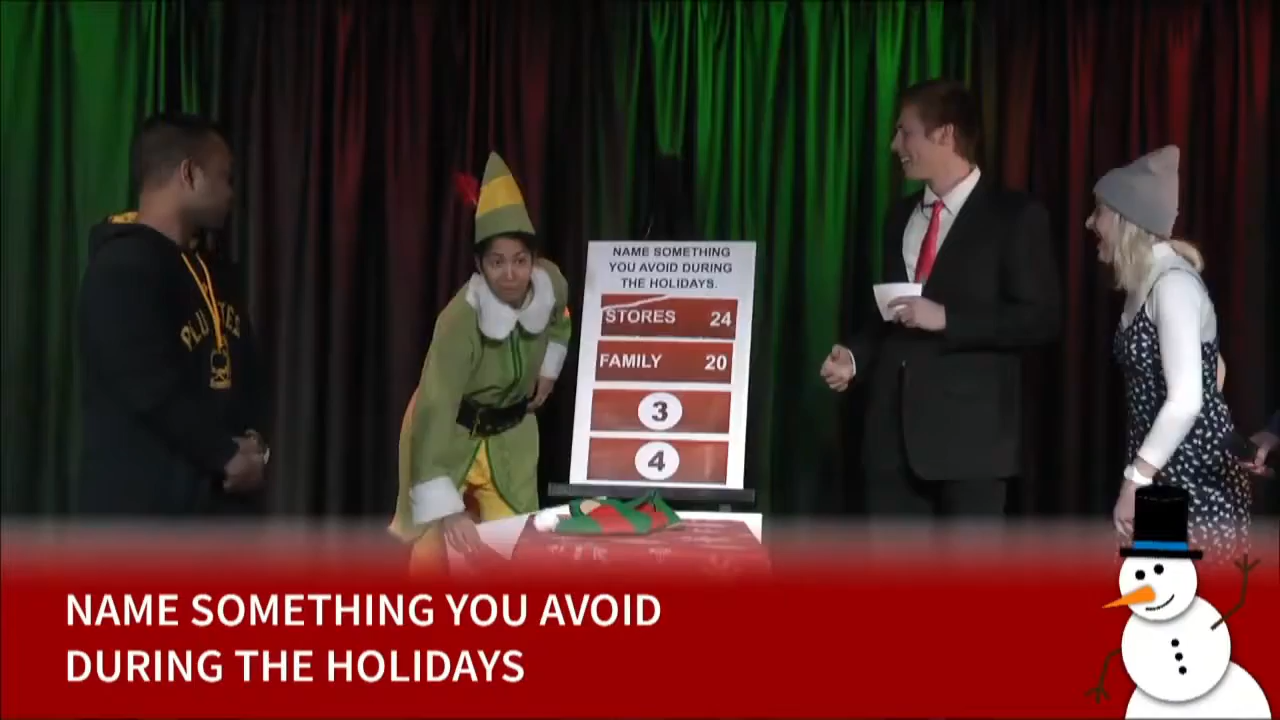 NAME SOMETHING
YOU AVOID DURING
THE HOLIDAYS.
STORES 24
FAMILY 20
3
4
NAME SOMETHING YOU AVOID
DURING THE HOLIDAYS